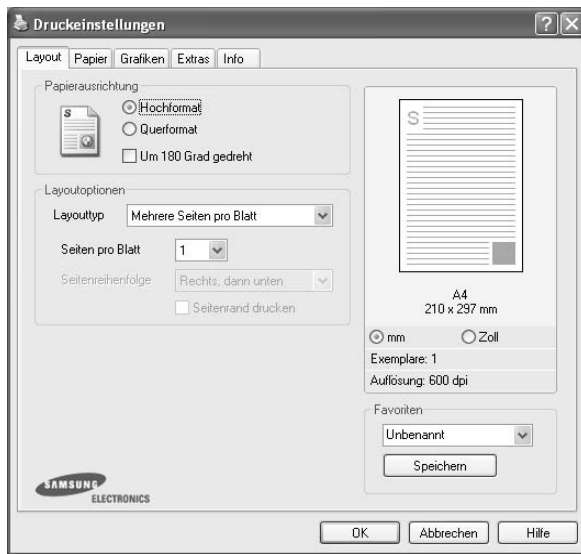 Druckeinstellungen
Layout Papier Grafiken Extras Info
Papierausrichtung
S
Hochformat
Querformat
Um 180 Grad gedreht
Layoutoptionen
Layouttyp Mehrere Seiten pro Blatt
Seiten pro Blatt 1
Seitenreihenfolge Rechts, dann unten
Seitenrand drucken
S
A4
210 x 297 mm
mm Zoll
Exemplare: 1
Auflösung: 600 dpi
Favoriten
Unbenannt
Speichern
SAMSUNG
ELECTRONICS
OK Abbrechen Hilfe